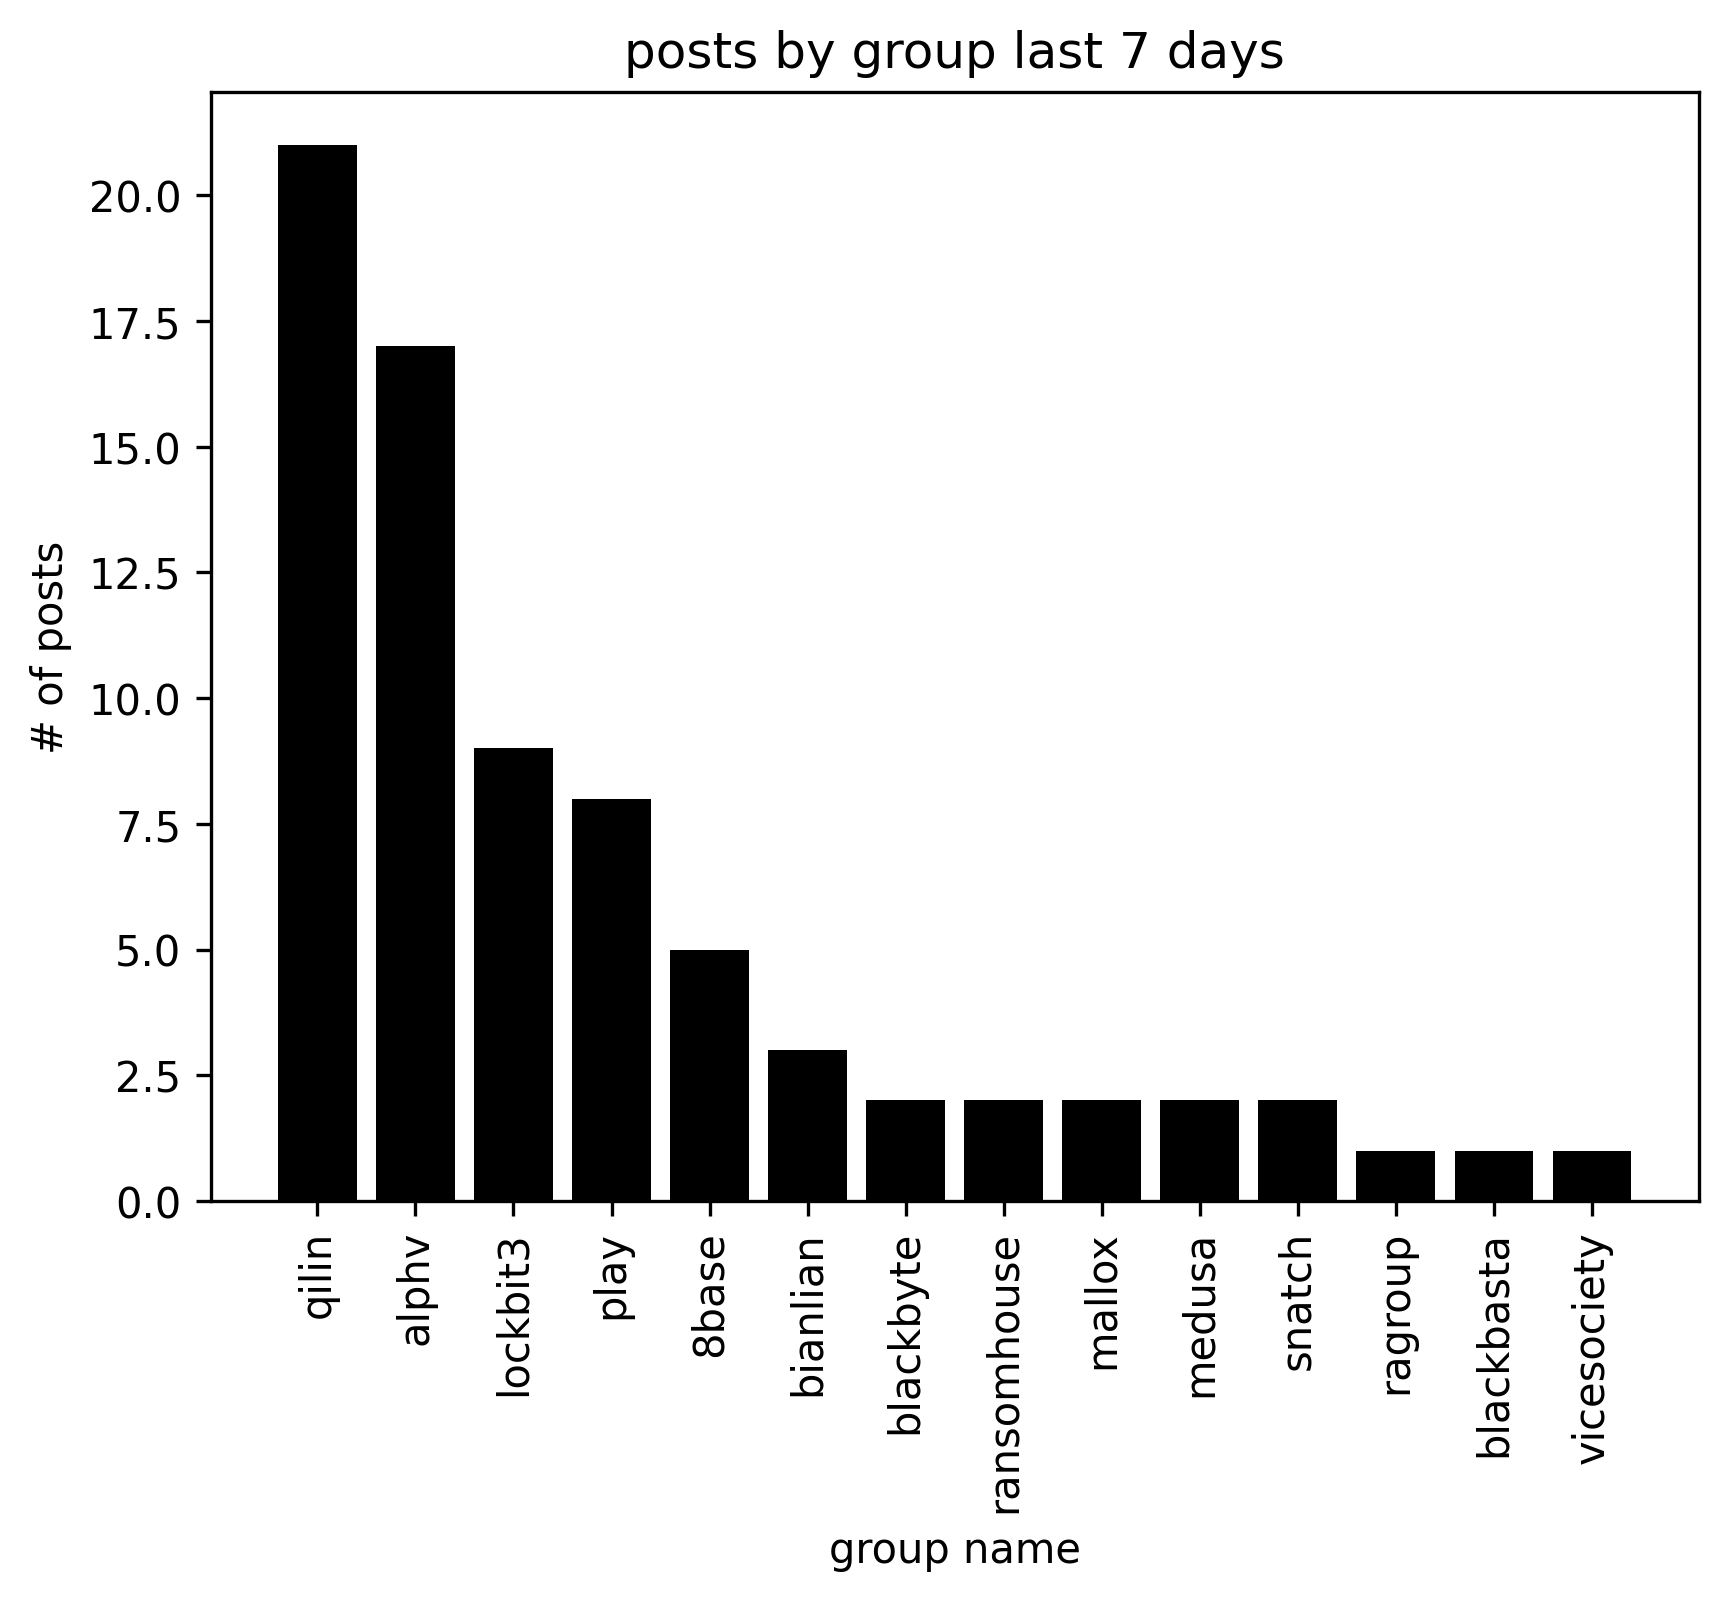 posts by group last 7 days
20.0
17.5
15.0
12.5
10.0
7.5
5.0
2.5
0.0
# of posts
qilin
alphv
lockbit3
play
8base
bianlian
blackbyte
ransomhouse
mallox
medusa
snatch
ragroup
blackbasta
vicesociety
group name